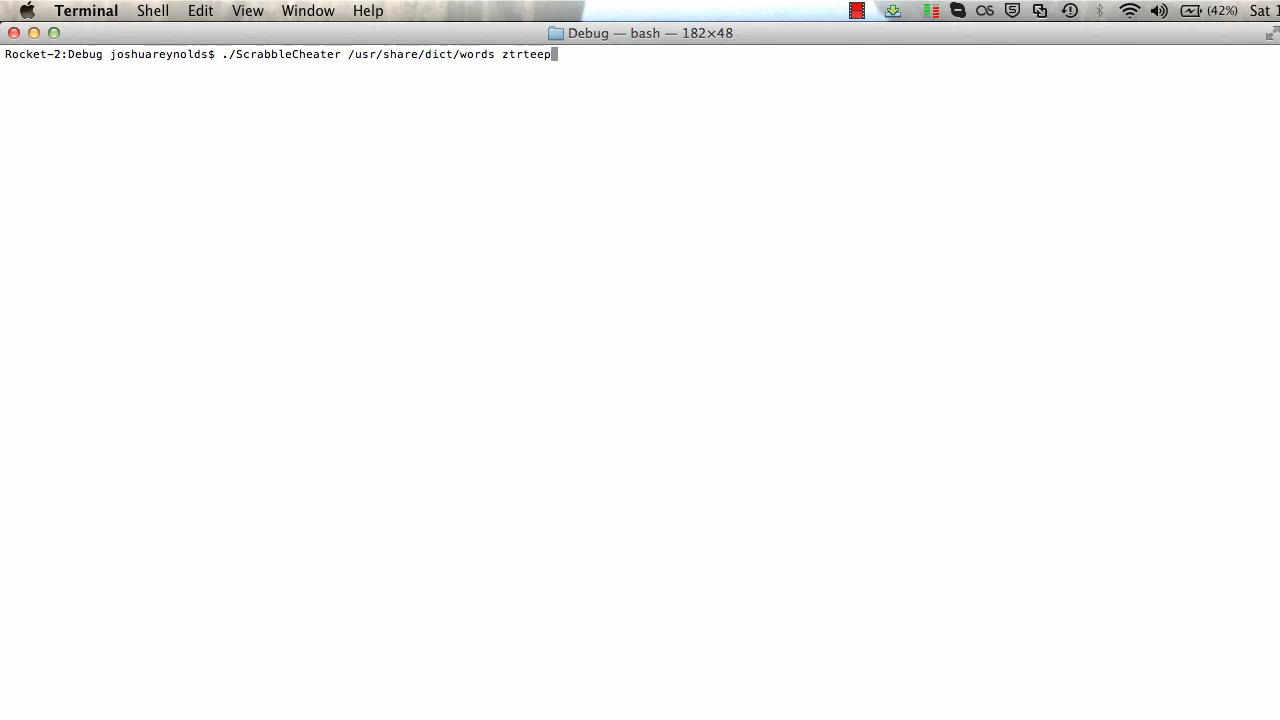 Terminal Shell Edit View Window Help (42%) Sat 1
Debug — bash — 182×48
Rocket-2:Debug joshuareynolds$ ./ScrabbleCheater /usr/share/dict/words ztrteep